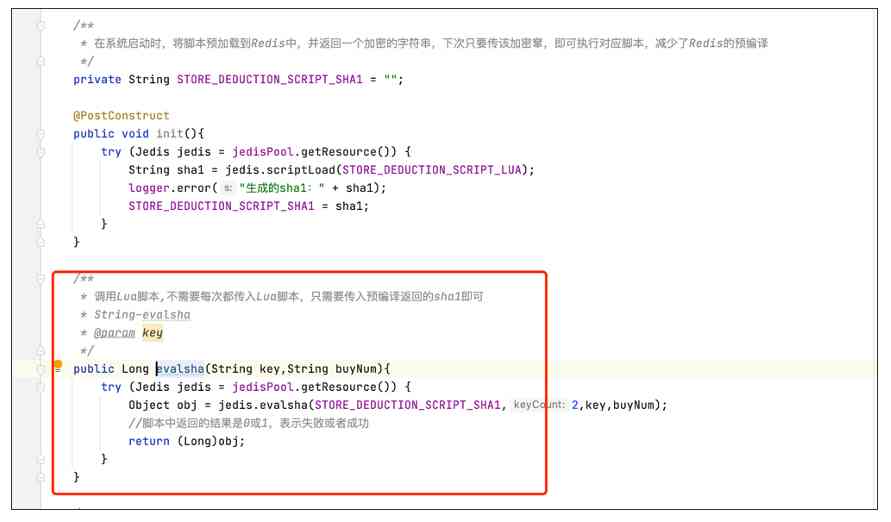 /**
 * 在系统启动时，将脚本预加载到Redis中，并返回一个加密的字符串，下次只要传该加密窜，即可执行对应脚本，减少了Redis的预编译
 */
private String STORE_DEDUCTION_SCRIPT_SHA1 = "";
@PostConstruct
public void init(){
try (Jedis jedis = jedisPool.getResource()) {
String sha1 = jedis.scriptLoad(STORE_DEDUCTION_SCRIPT_LUA);
logger.error( s: "生成的sha1: " + sha1);
STORE_DEDUCTION_SCRIPT_SHA1 = sha1;
}
}
/**
 * 调用Lua脚本,不需要每次都传入Lua脚本，只需要传入预编译返回的sha1即可
 * String-evalsha
 * @param key
 */
public Long evalsha(String key,String buyNum){
try (Jedis jedis = jedisPool.getResource()) {
Object obj = jedis.evalsha(STORE_DEDUCTION_SCRIPT_SHA1, keyCount: 2,key,buyNum);
//脚本中返回的结果是0或1，表示失败或者成功
return (Long)obj;
}
}